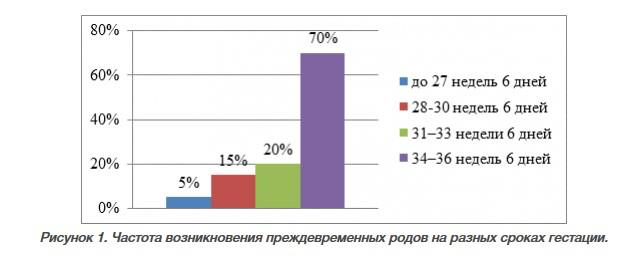 80%
70%
60%
40%
20%
20%
15%
5%
0%
до 27 недель 6 дней
28-30 недель 6 дней
31–33 недели 6 дней
34–36 недель 6 дней
Рисунок 1. Частота возникновения преждевременных родов на разных сроках гестации.